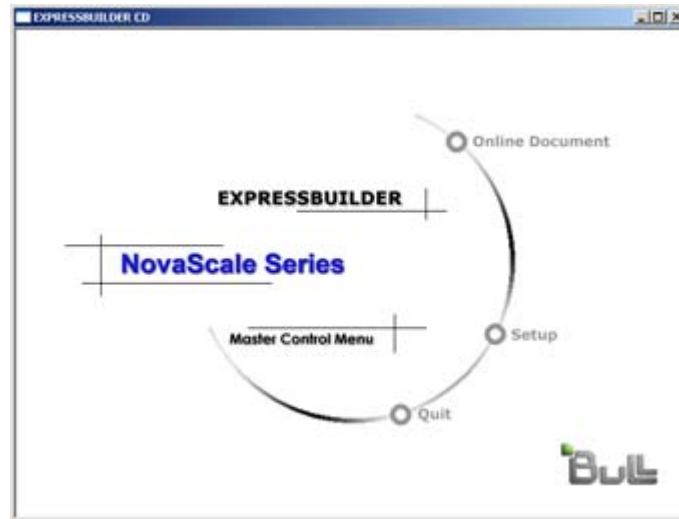 EXPRESSBUILDER CD
Online Document
EXPRESSBUILDER
NovaScale Series
Master Control Menu
Setup
Quit
Bull